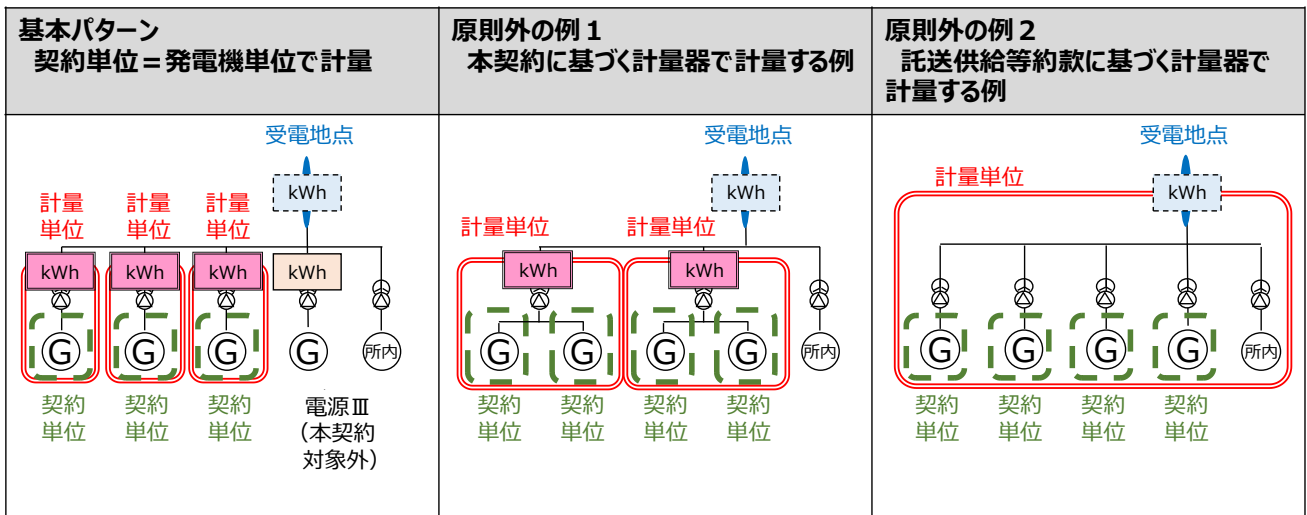 基本パターン
契約単位＝発電機単位で計量
受電地点
kWh
計量 計量 計量
単位 単位 単位
kWh kWh kWh kWh
G G G G 所内
契約 契約 契約
単位 単位 単位
電源Ⅲ
（本契約
対象外）
原則外の例１
本契約に基づく計量器で計量する例
受電地点
kWh
計量単位 計量単位
kWh kWh
G G G G 所内
契約 契約 契約 契約
単位 単位 単位 単位
原則外の例２
託送供給等約款に基づく計量器で
計量する例
受電地点
計量単位
kWh
G G G G 所内
契約 契約 契約 契約
単位 単位 単位 単位